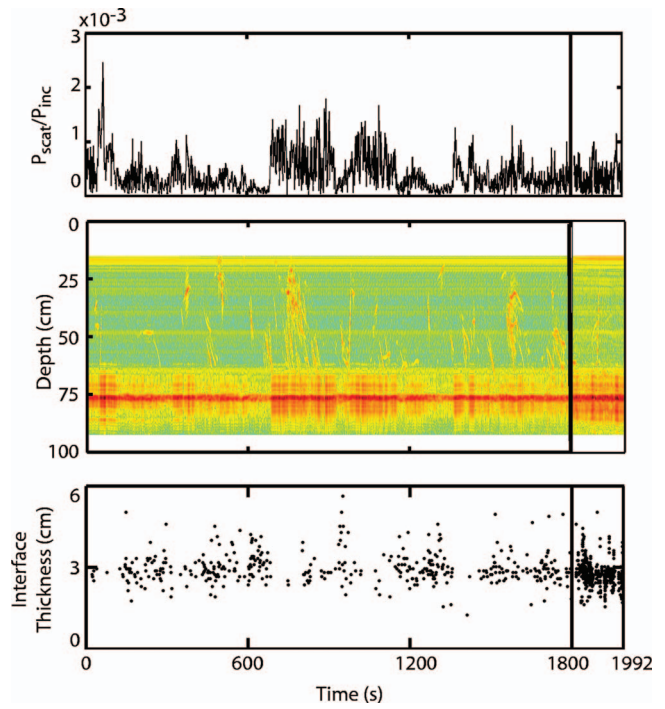 x10⁻³
3
2
1
0
P_scat/P_inc
0
25
50
75
100
Depth (cm)
6
3
0
Interface
Thickness (cm)
0 600 1200 1800 1992
Time (s)